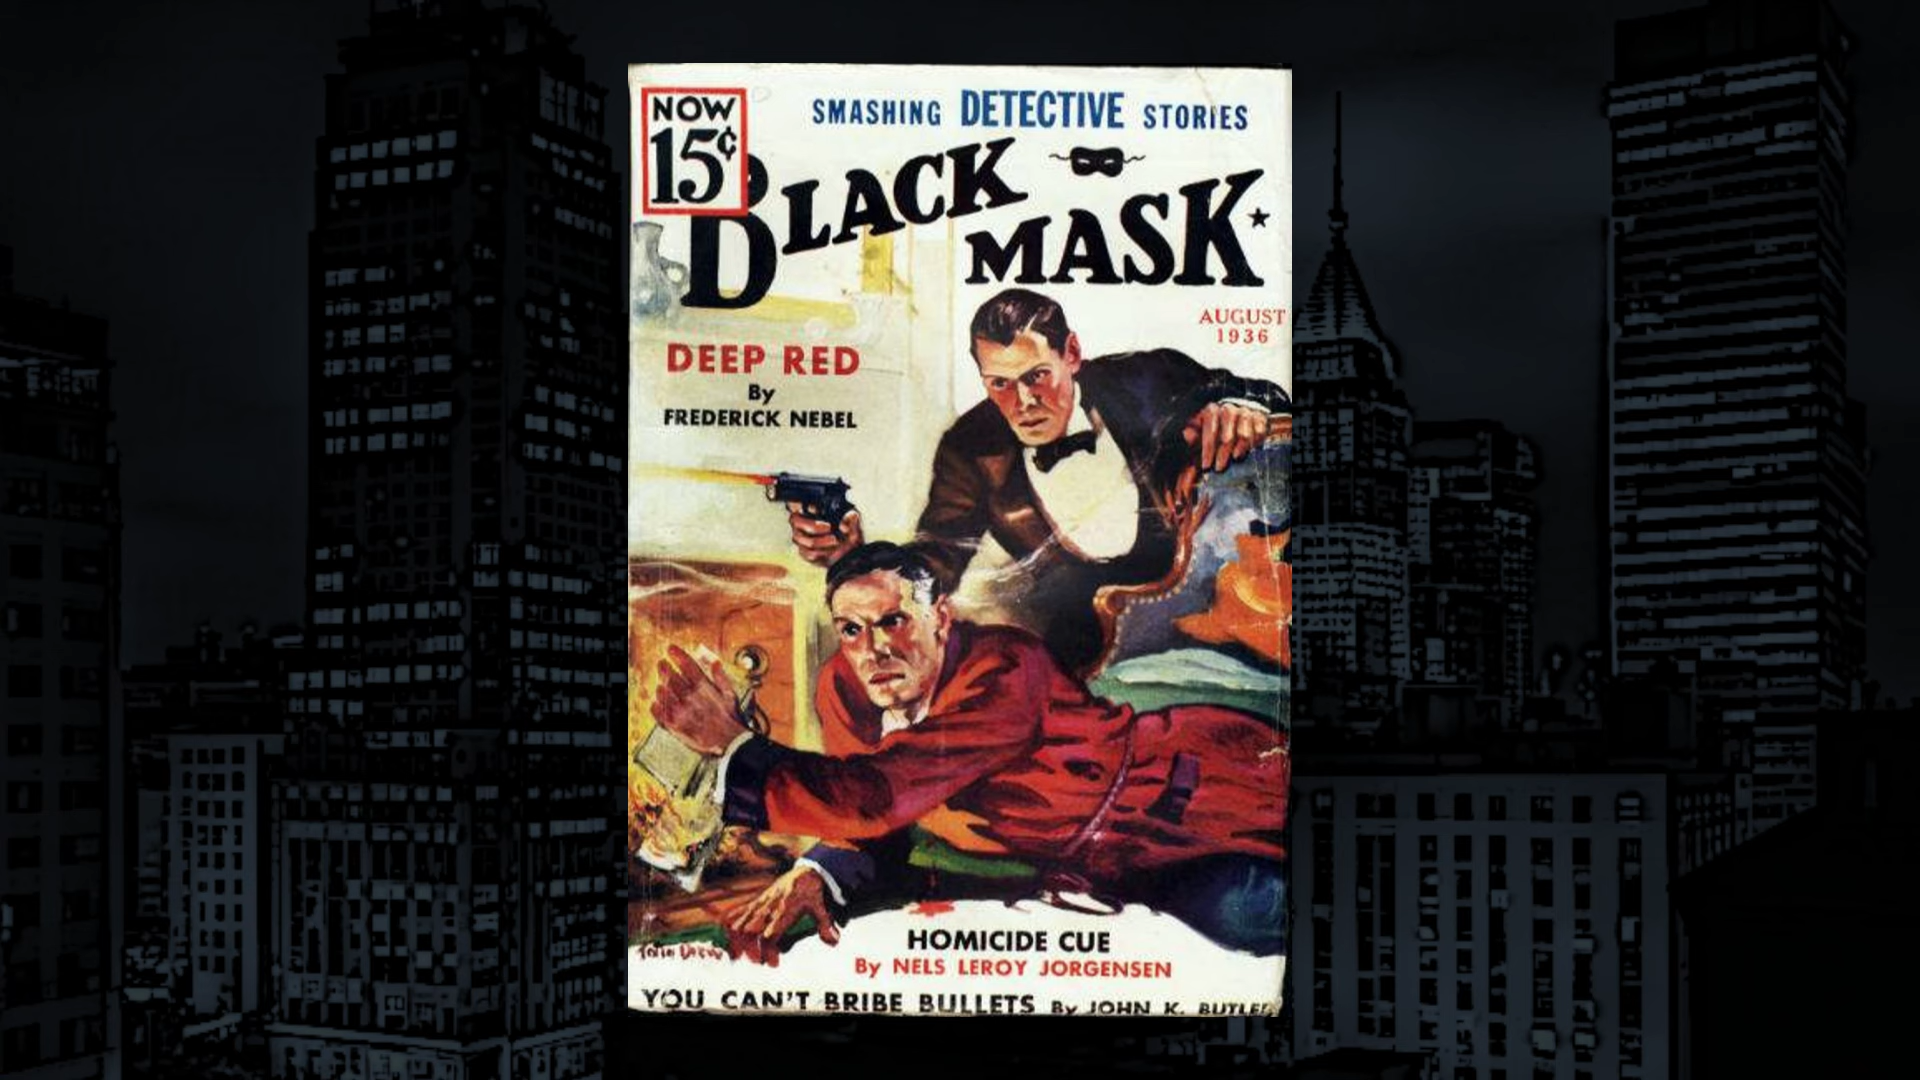 NOW
15¢
SMASHING DETECTIVE STORIES
BLACK
MASK
AUGUST
1936
DEEP RED
By
FREDERICK NEBEL
HOMICIDE CUE
By NELS LEROY JORGENSEN
YOU CAN'T BRIBE BULLETS By JOHN K. BUTLER